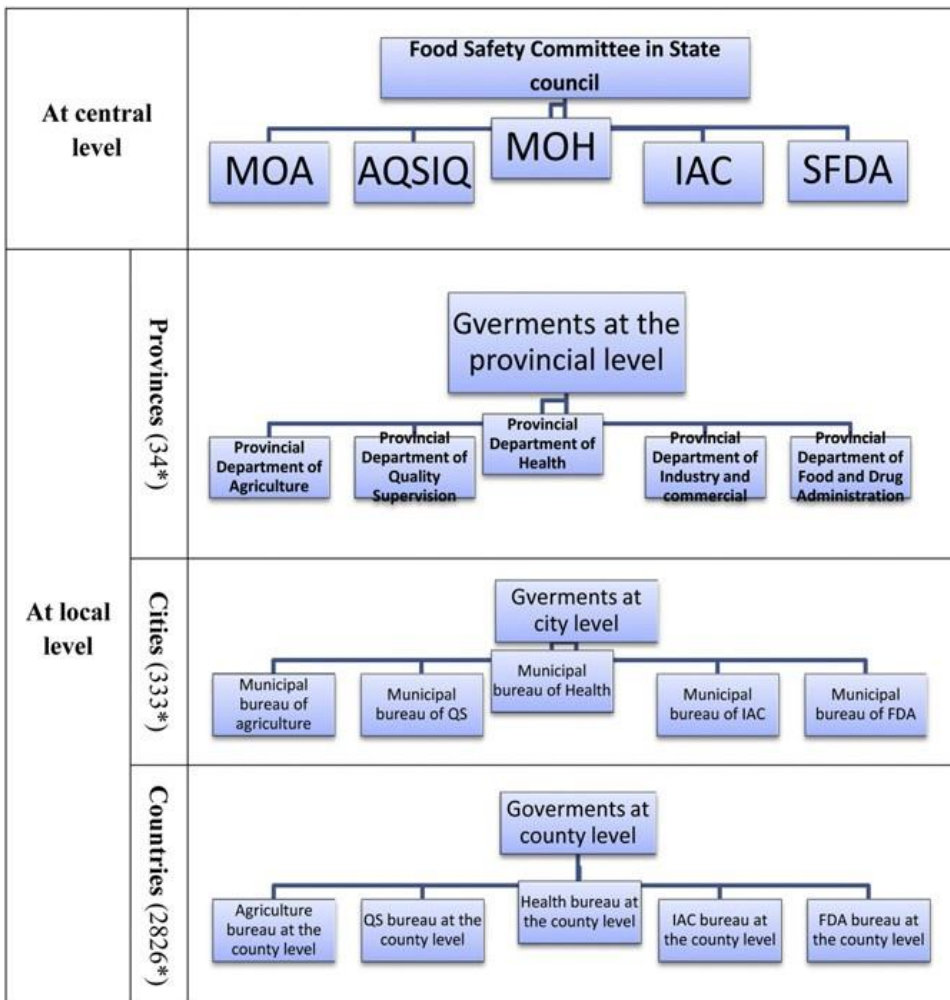 At central
level
Food Safety Committee in State
council
MOA
AQSIQ
MOH
IAC
SFDA
At local
level
Provinces (34*)
Gverments at the
provincial level
Provincial
Department of
Agriculture
Provincial
Department of
Quality
Supervision
Provincial
Department of
Health
Provincial
Department of
Industry and
commercial
Provincial
Department of
Food and Drug
Administration
Cities (333*)
Gverments at
city level
Municipal
bureau of
agriculture
Municipal
bureau of QS
Municipal
bureau of Health
Municipal
bureau of IAC
Municipal
bureau of FDA
Countries (2826*)
Goverments at
county level
Agriculture
bureau at the
county level
QS bureau at the
county level
Health bureau at
the county level
IAC bureau at
the county level
FDA bureau at
the county level